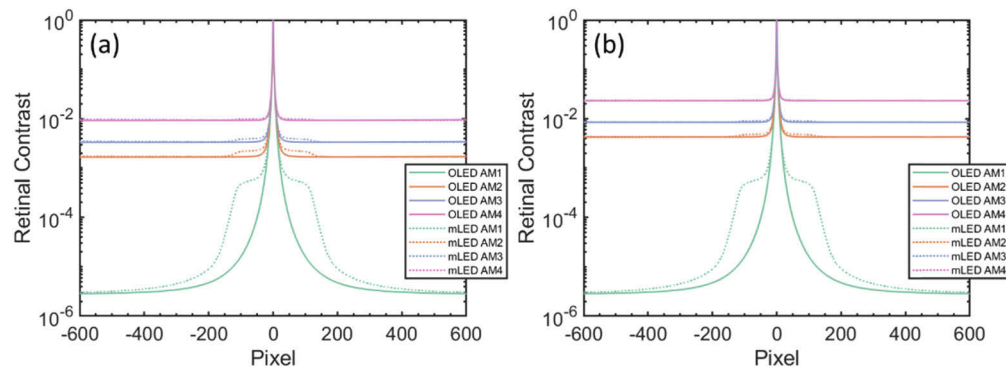 (a)
10^0
10^-2
10^-4
10^-6
Retinal Contrast
-600 -400 -200 0 200 400 600
Pixel
OLED AM1
OLED AM2
OLED AM3
OLED AM4
mLED AM1
mLED AM2
mLED AM3
mLED AM4
(b)
10^0
10^-2
10^-4
10^-6
Retinal Contrast
-600 -400 -200 0 200 400 600
Pixel
OLED AM1
OLED AM2
OLED AM3
OLED AM4
mLED AM1
mLED AM2
mLED AM3
mLED AM4